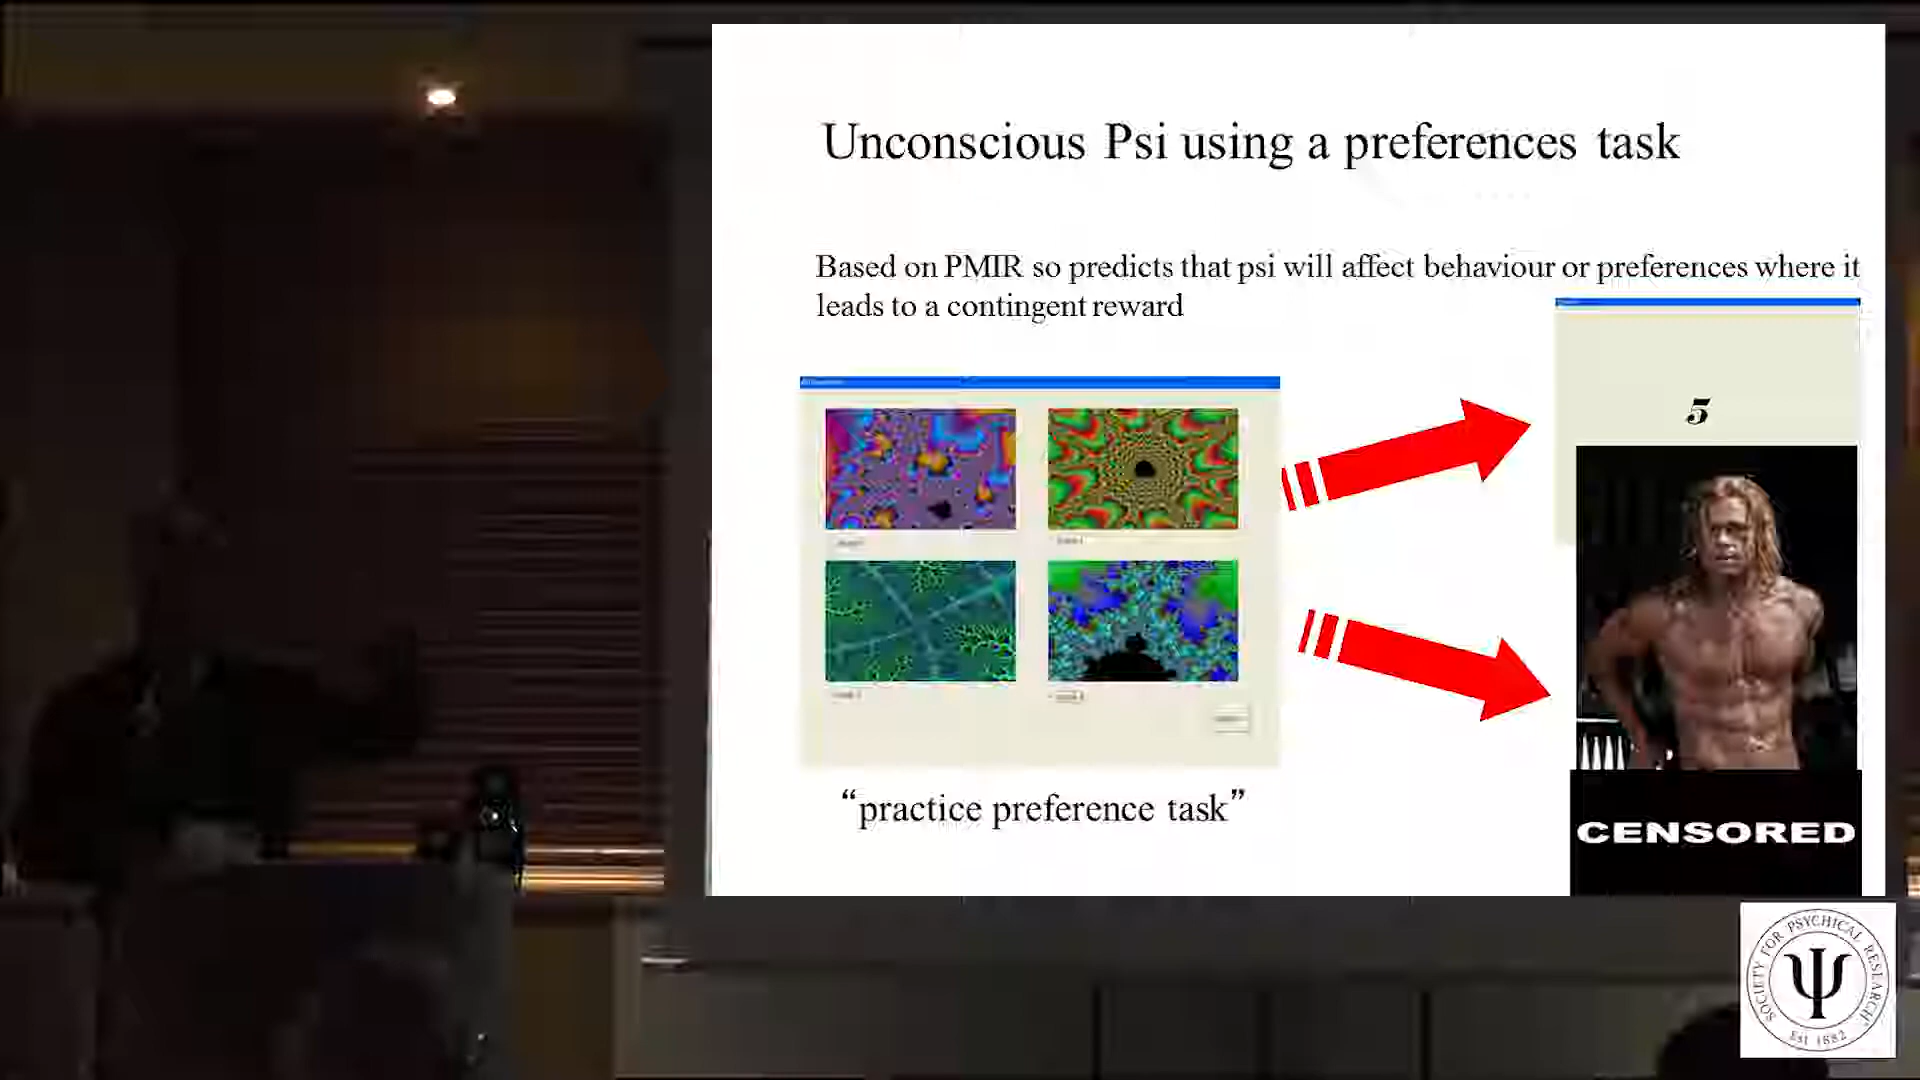 Unconscious Psi using a preferences task
Based on PMIR so predicts that psi will affect behaviour or preferences where it
leads to a contingent reward
5
“practice preference task”
CENSORED
SOCIETY FOR PSYCHICAL RESEARCH
Est 1882